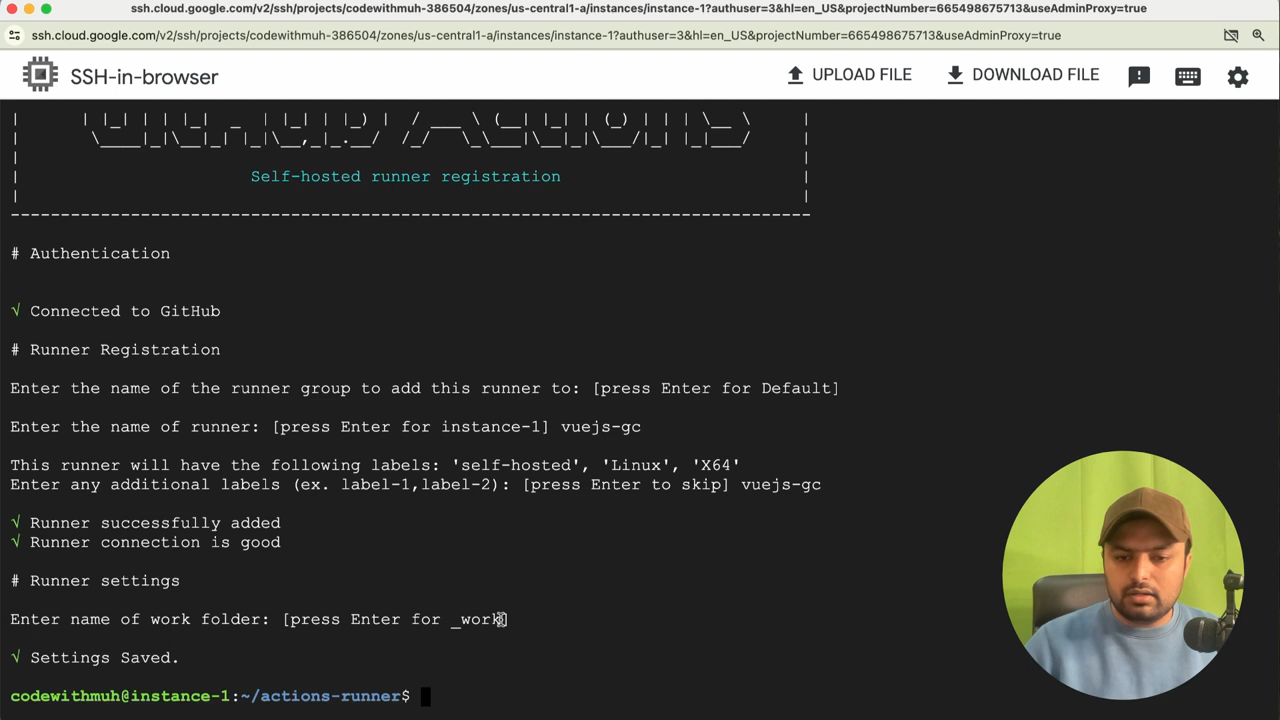 ssh.cloud.google.com/v2/ssh/projects/codewithmuh-386504/zones/us-central1-a/instances/instance-1?authuser=3&hl=en_US&projectNumber=665498675713&useAdminProxy=true
ssh.cloud.google.com/v2/ssh/projects/codewithmuh-386504/zones/us-central1-a/instances/instance-1?authuser=3&hl=en_US&projectNumber=665498675713&useAdminProxy=true
SSH-in-browser
UPLOAD FILE
DOWNLOAD FILE
Self-hosted runner registration
# Authentication
√ Connected to GitHub
# Runner Registration
Enter the name of the runner group to add this runner to: [press Enter for Default]
Enter the name of runner: [press Enter for instance-1] vuejs-gc
This runner will have the following labels: 'self-hosted', 'Linux', 'X64'
Enter any additional labels (ex. label-1,label-2): [press Enter to skip] vuejs-gc
√ Runner successfully added
√ Runner connection is good
# Runner settings
Enter name of work folder: [press Enter for _work]
√ Settings Saved.
codewithmuh@instance-1:~/actions-runner$